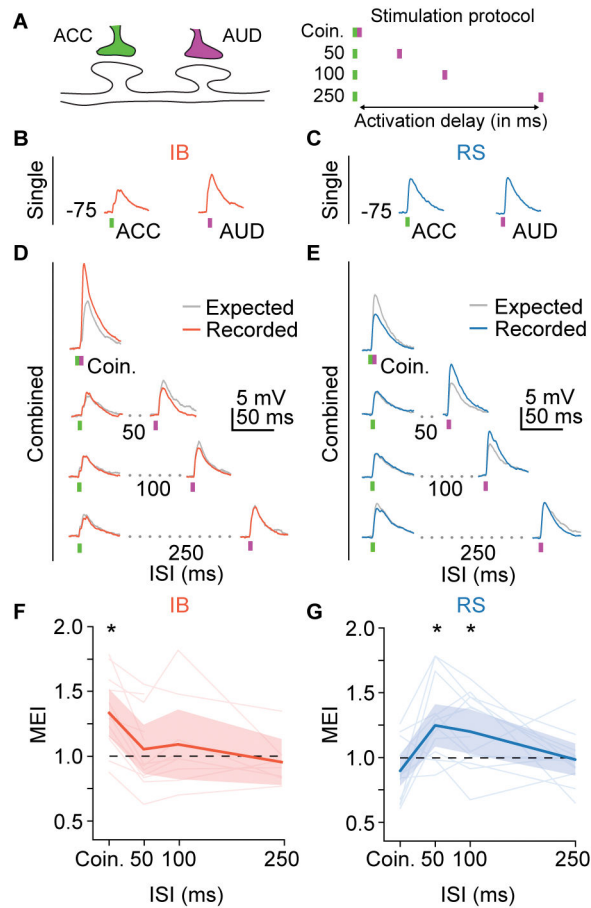 A
ACC
AUD
Stimulation protocol
Coin.
50
100
250
Activation delay (in ms)
B
IB
Single
-75
ACC
AUD
C
RS
Single
-75
ACC
AUD
D
Combined
Expected
Recorded
Coin.
5 mV
50 ms
50
100
250
ISI (ms)
E
Combined
Expected
Recorded
Coin.
5 mV
50 ms
50
100
250
ISI (ms)
F
IB
*
MEI
2.0
1.5
1.0
0.5
Coin. 50 100 250
ISI (ms)
G
RS
* *
MEI
2.0
1.5
1.0
0.5
Coin. 50 100 250
ISI (ms)